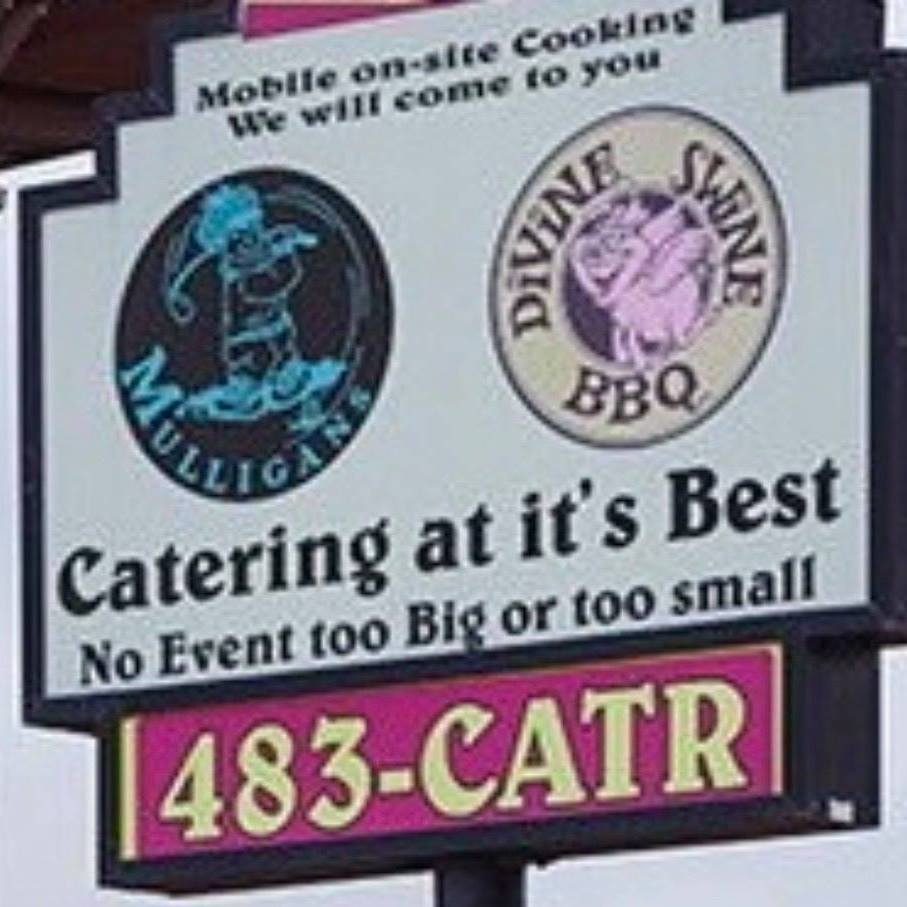 Mobile on-site Cooking
We will come to you
MULLIGANS
DiViNE SWiNE
BBQ
Catering at it's Best
No Event too Big or too small
483-CATR